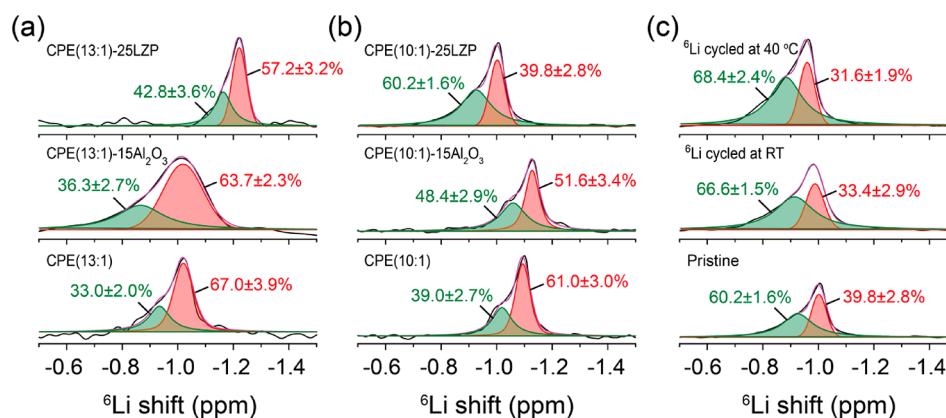 (a)
CPE(13:1)-25LZP
57.2±3.2%
42.8±3.6%
CPE(13:1)-15Al₂O₃
36.3±2.7%
63.7±2.3%
CPE(13:1)
33.0±2.0%
67.0±3.9%
-0.6 -0.8 -1.0 -1.2 -1.4
⁶Li shift (ppm)
(b)
CPE(10:1)-25LZP
60.2±1.6%
39.8±2.8%
CPE(10:1)-15Al₂O₃
48.4±2.9%
51.6±3.4%
CPE(10:1)
39.0±2.7%
61.0±3.0%
-0.6 -0.8 -1.0 -1.2 -1.4
⁶Li shift (ppm)
(c)
⁶Li cycled at 40 ºC
68.4±2.4%
31.6±1.9%
⁶Li cycled at RT
66.6±1.5%
33.4±2.9%
Pristine
60.2±1.6%
39.8±2.8%
-0.6 -0.8 -1.0 -1.2 -1.4
⁶Li shift (ppm)